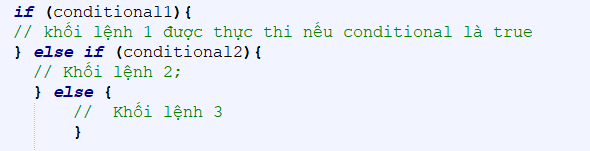 if (conditional1){
// khối lệnh 1 được thực thi nếu conditional là true
} else if (conditional2){
// Khối lệnh 2;
} else {
// Khối lệnh 3
}